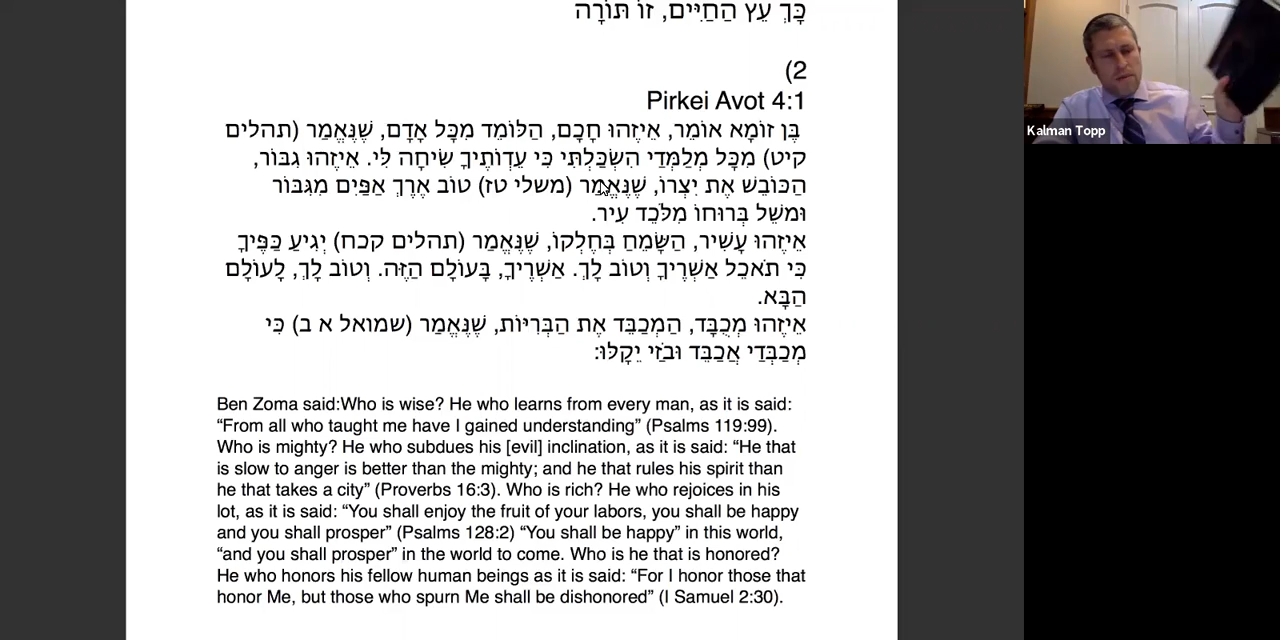 כָּךְ עֵץ הַחַיִּים, זוֹ תּוֹרָה
(2
Pirkei Avot 4:1
בֶּן זוֹמָא אוֹמֵר, אֵיזֶהוּ חָכָם, הַלּוֹמֵד מִכָּל אָדָם, שֶׁנֶּאֱמַר (תהלים
קיט) מִכָּל מְלַמְּדַי הִשְׂכַּלְתִּי כִּי עֵדְוֹתֶיךָ שִׂיחָה לִּי. אֵיזֶהוּ גִבּוֹר,
הַכּוֹבֵשׁ אֶת יִצְרוֹ, שֶׁנֶּאֱמַר (משלי טז) טוֹב אֶרֶךְ אַפַּיִם מִגִּבּוֹר
וּמֹשֵׁל בְּרוּחוֹ מִלֹּכֵד עִיר.
אֵיזֶהוּ עָשִׁיר, הַשָּׂמֵחַ בְּחֶלְקוֹ, שֶׁנֶּאֱמַר (תהלים קכח) יְגִיעַ כַּפֶּיךָ
כִּי תֹאכֵל אַשְׁרֶיךָ וְטוֹב לָךְ. אַשְׁרֶיךָ, בָּעוֹלָם הַזֶּה. וְטוֹב לָךְ, לָעוֹלָם
הַבָּא.
אֵיזֶהוּ מְכֻבָּד, הַמְכַבֵּד אֶת הַבְּרִיּוֹת, שֶׁנֶּאֱמַר (שמואל א ב) כִּי
מְכַבְּדַי אֲכַבֵּד וּבֹזַי יֵקָלּוּ:
Ben Zoma said:Who is wise? He who learns from every man, as it is said:
“From all who taught me have I gained understanding” (Psalms 119:99).
Who is mighty? He who subdues his [evil] inclination, as it is said: “He that
is slow to anger is better than the mighty; and he that rules his spirit than
he that takes a city” (Proverbs 16:3). Who is rich? He who rejoices in his
lot, as it is said: “You shall enjoy the fruit of your labors, you shall be happy
and you shall prosper” (Psalms 128:2) “You shall be happy” in this world,
“and you shall prosper” in the world to come. Who is he that is honored?
He who honors his fellow human beings as it is said: “For I honor those that
honor Me, but those who spurn Me shall be dishonored” (I Samuel 2:30).
Kalman Topp